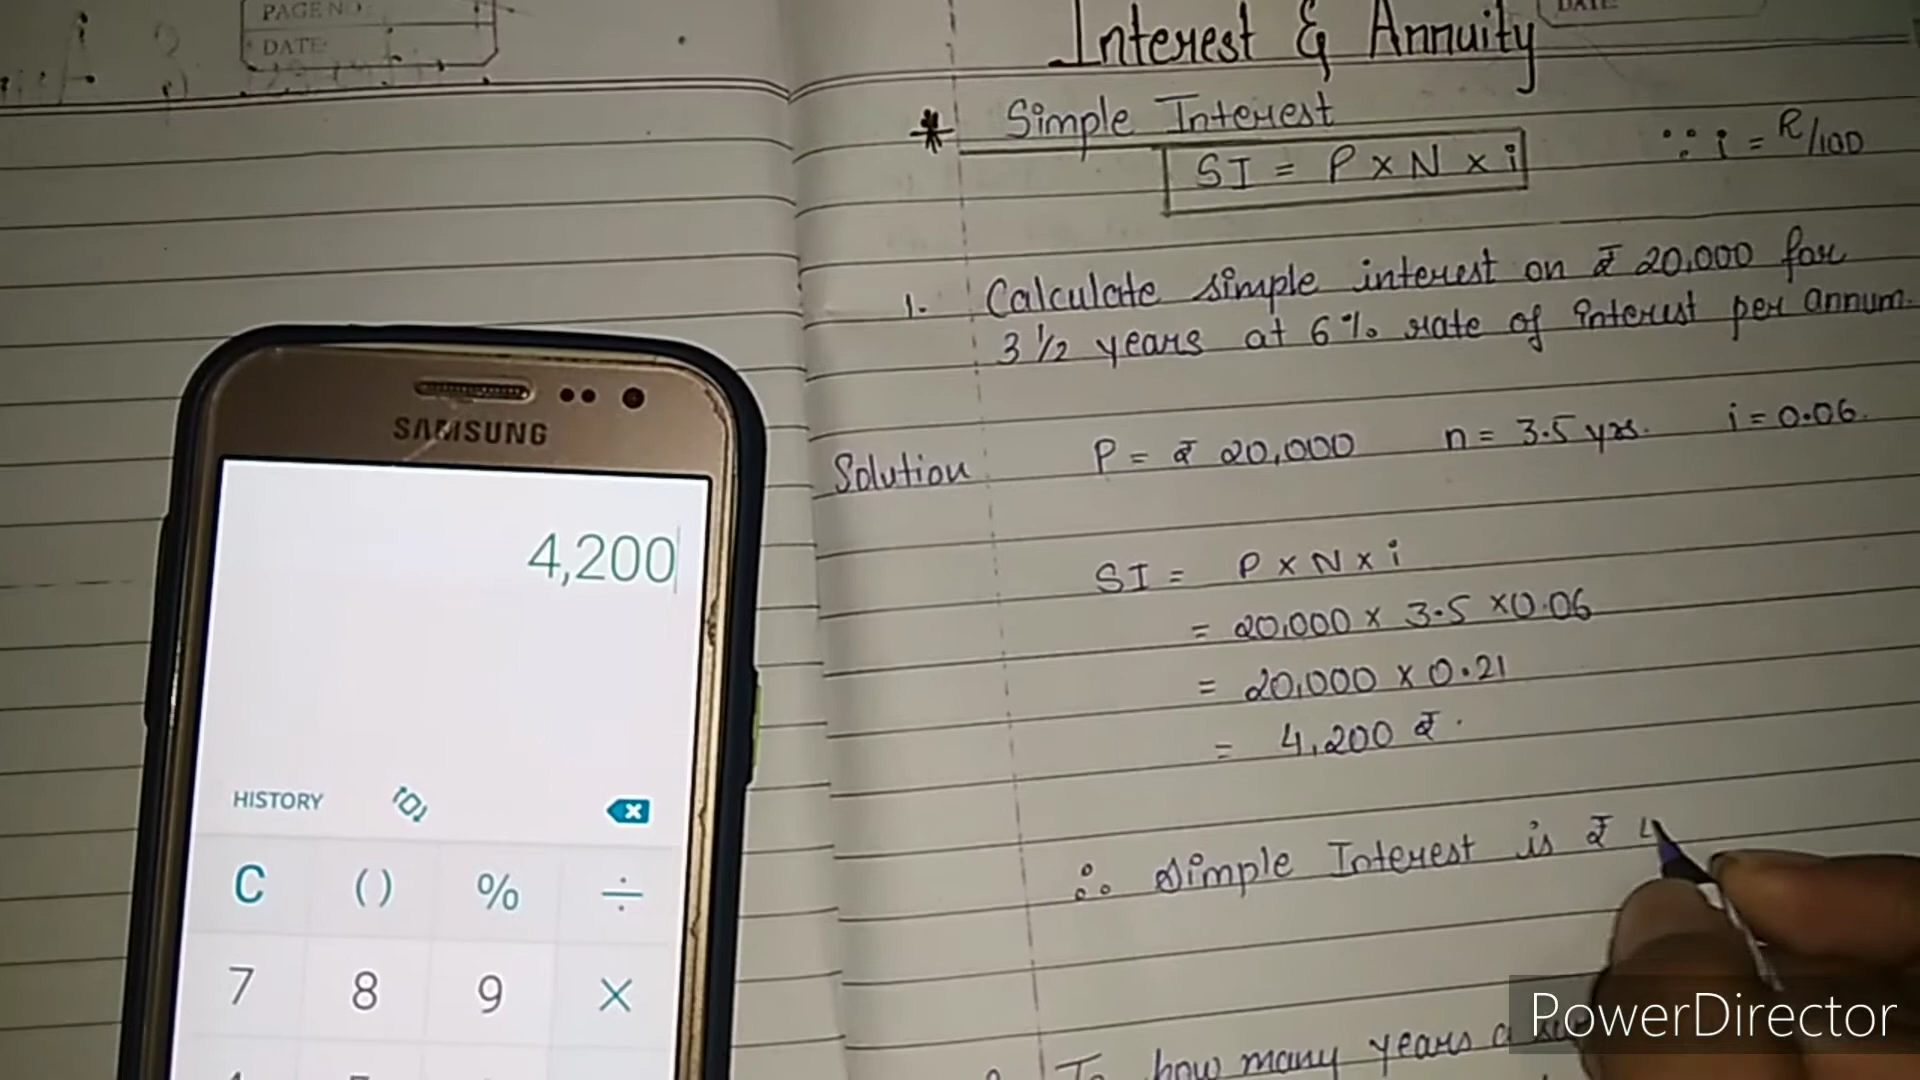 PAGE NO.:
DATE:
DATE
Interest & Annuity
* Simple Interest
SI = P × N × i ∵ i = R/100
1. Calculate simple interest on ₹ 20,000 for
3 1/2 years at 6% rate of interest per annum.
Solution P = ₹ 20,000 n = 3.5 yrs. i = 0.06.
SI = P × N × i
= 20,000 × 3.5 × 0.06
= 20,000 × 0.21
= 4,200 ₹.
∴ Simple Interest is ₹ 4
how many years a
SAMSUNG
4,200
HISTORY
C () % ÷
7 8 9 ×
PowerDirector